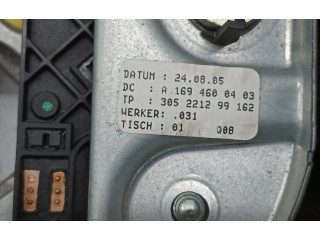 DATUM : 24.08.05
DC : A 169 460 04 03
TP : 305 2212 99 162
WERKER: .031
TISCH : 01 Q08